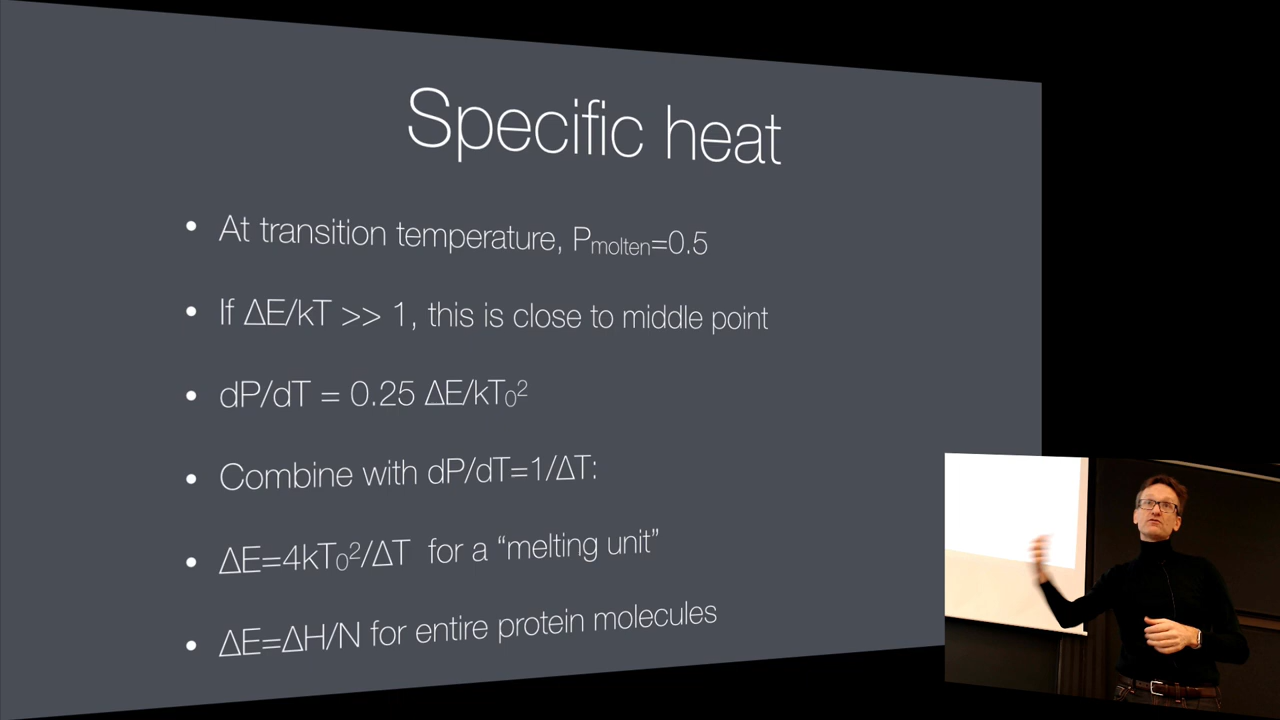 Specific heat
• At transition temperature, Pmolten=0.5
• If ΔE/kT >> 1, this is close to middle point
• dP/dT = 0.25 ΔE/kT₀²
• Combine with dP/dT=1/ΔT:
• ΔE=4kT₀²/ΔT for a “melting unit”
• ΔE=ΔH/N for entire protein molecules